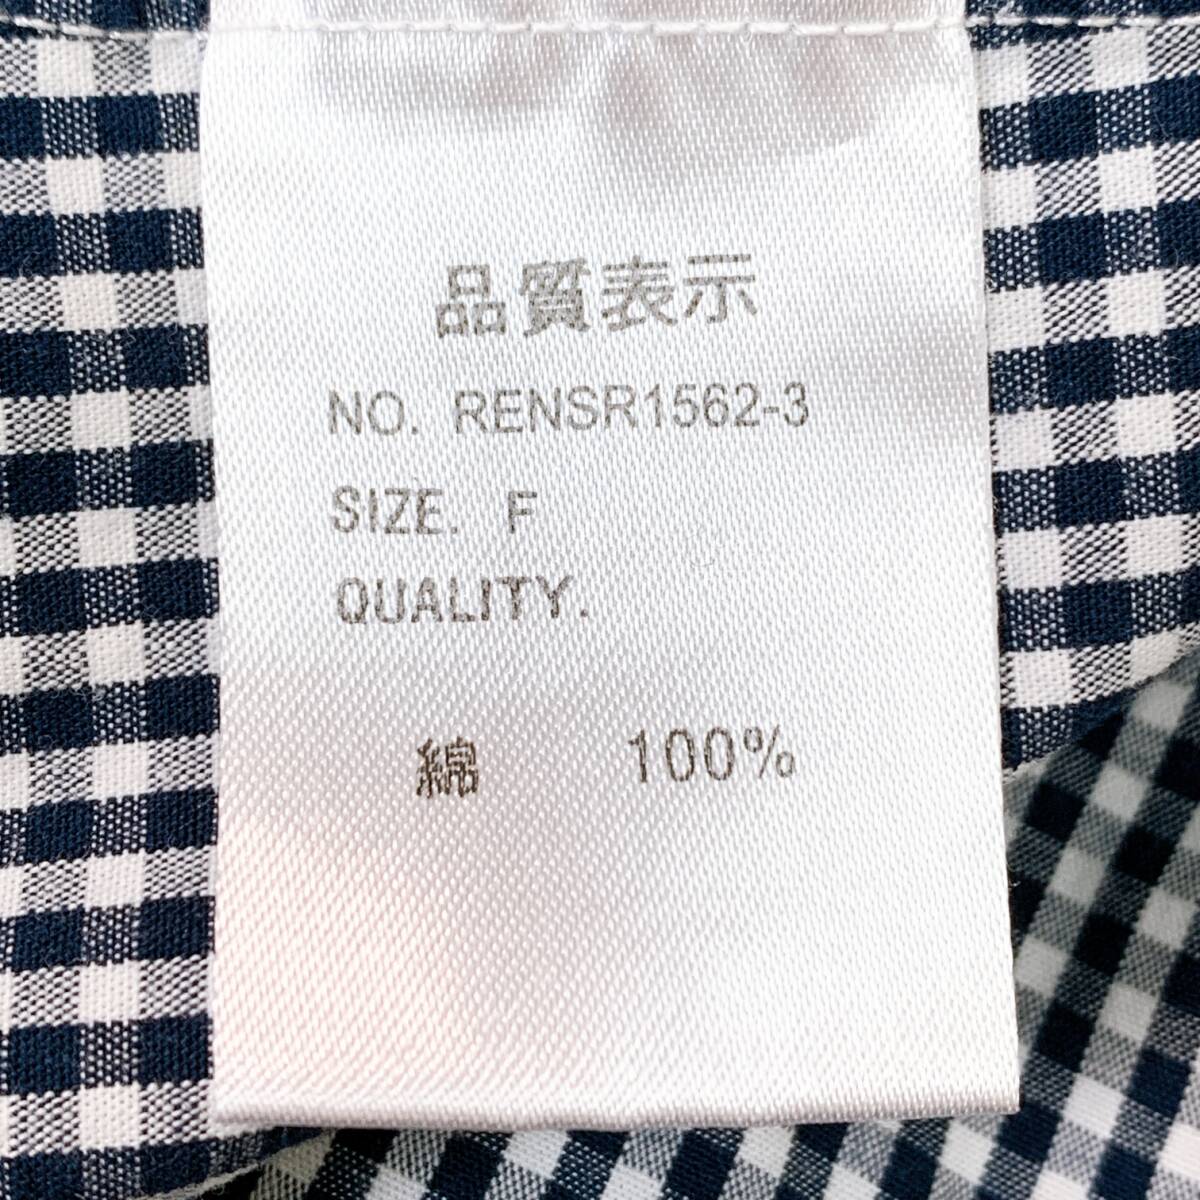 品質表示
NO. RENSR1562-3
SIZE. F
QUALITY.
綿 100%